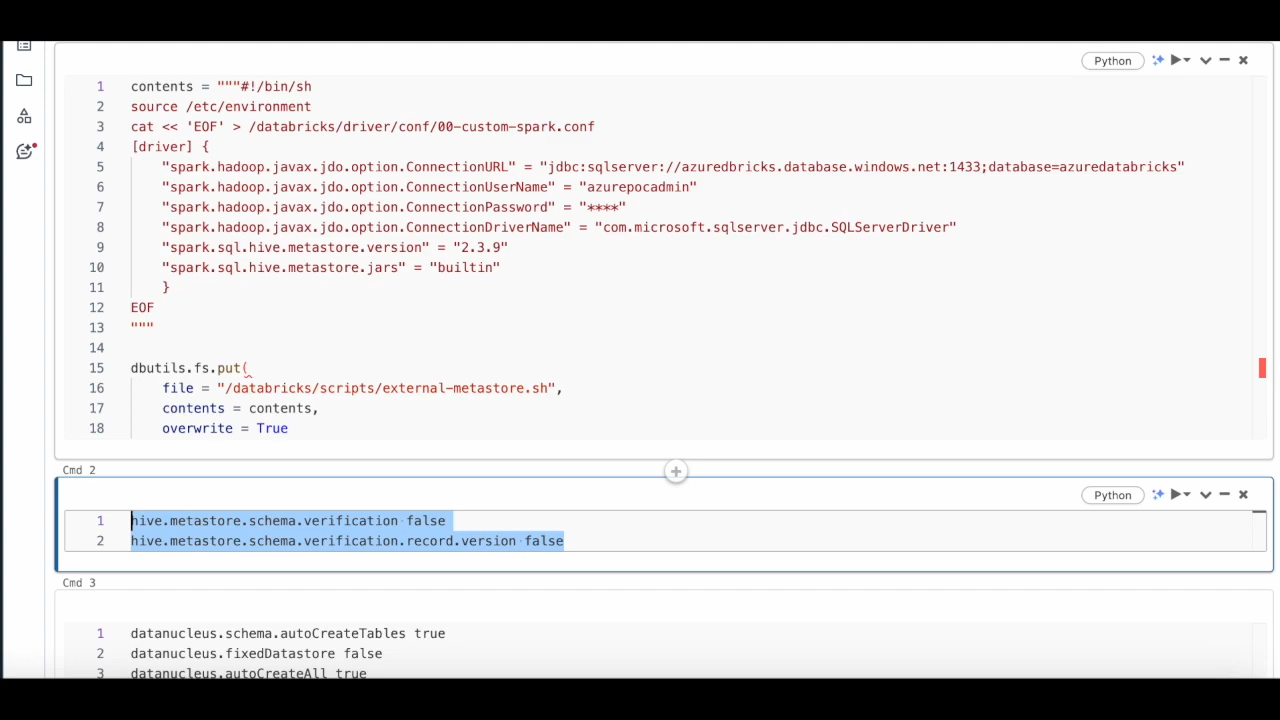 Python
1 contents = """#!/bin/sh
2 source /etc/environment
3 cat << 'EOF' > /databricks/driver/conf/00-custom-spark.conf
4 [driver] {
5 "spark.hadoop.javax.jdo.option.ConnectionURL" = "jdbc:sqlserver://azuredbricks.database.windows.net:1433;database=azuredatabricks"
6 "spark.hadoop.javax.jdo.option.ConnectionUserName" = "azurepocadmin"
7 "spark.hadoop.javax.jdo.option.ConnectionPassword" = "****"
8 "spark.hadoop.javax.jdo.option.ConnectionDriverName" = "com.microsoft.sqlserver.jdbc.SQLServerDriver"
9 "spark.sql.hive.metastore.version" = "2.3.9"
10 "spark.sql.hive.metastore.jars" = "builtin"
11 }
12 EOF
13 """
14
15 dbutils.fs.put(
16 file = "/databricks/scripts/external-metastore.sh",
17 contents = contents,
18 overwrite = True
Cmd 2
Python
1 hive.metastore.schema.verification false
2 hive.metastore.schema.verification.record.version false
Cmd 3
1 datanucleus.schema.autoCreateTables true
2 datanucleus.fixedDatastore false
3 datanucleus.autoCreateAll true